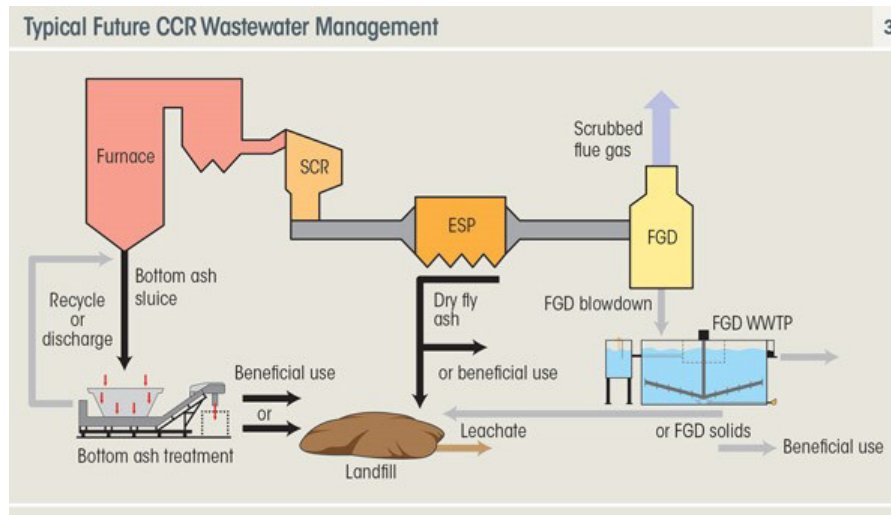 Typical Future CCR Wastewater Management
3
Furnace
SCR
ESP
Scrubbed
flue gas
FGD
Bottom ash
sluice
Recycle
or
discharge
Dry fly
ash
FGD blowdown
FGD WWTP
Beneficial use
or
or beneficial use
Bottom ash treatment
Landfill
Leachate
or FGD solids
Beneficial use